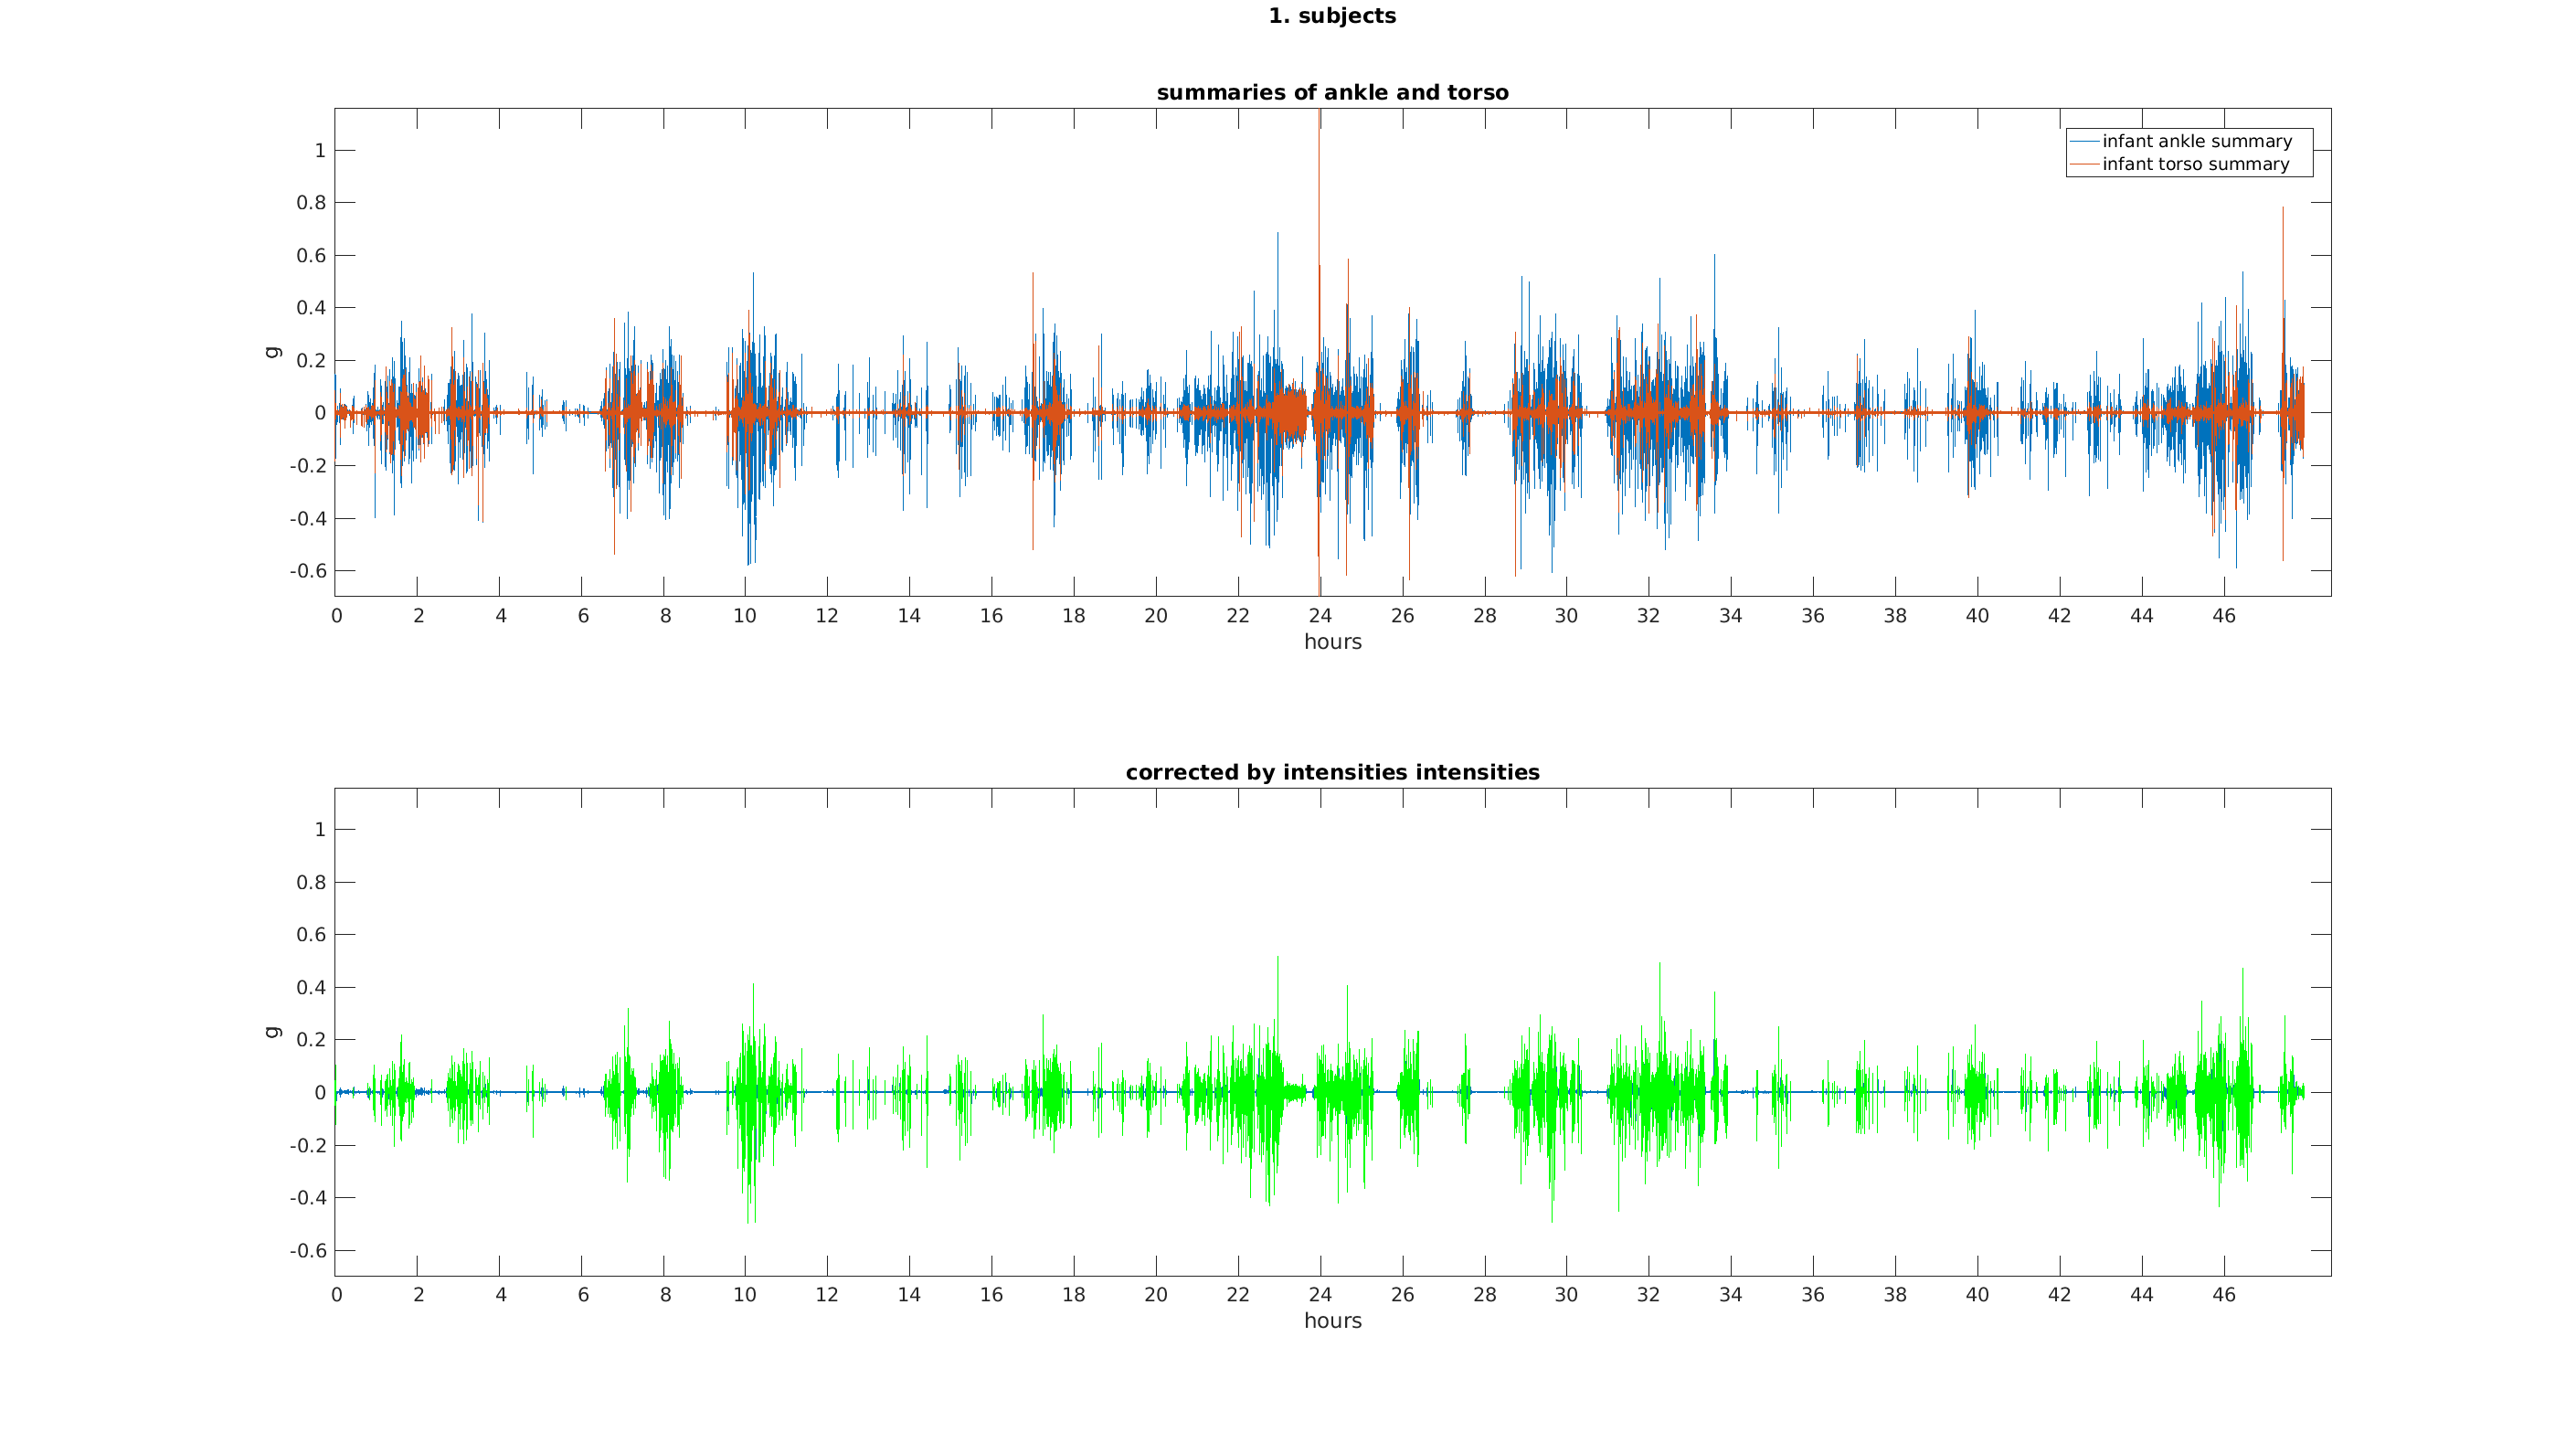 1. subjects
summaries of ankle and torso
infant ankle summary
infant torso summary
1
0.8
0.6
0.4
0.2
0
-0.2
-0.4
-0.6
g
0 2 4 6 8 10 12 14 16 18 20 22 24 26 28 30 32 34 36 38 40 42 44 46
hours
corrected by intensities intensities
1
0.8
0.6
0.4
0.2
0
-0.2
-0.4
-0.6
g
0 2 4 6 8 10 12 14 16 18 20 22 24 26 28 30 32 34 36 38 40 42 44 46
hours